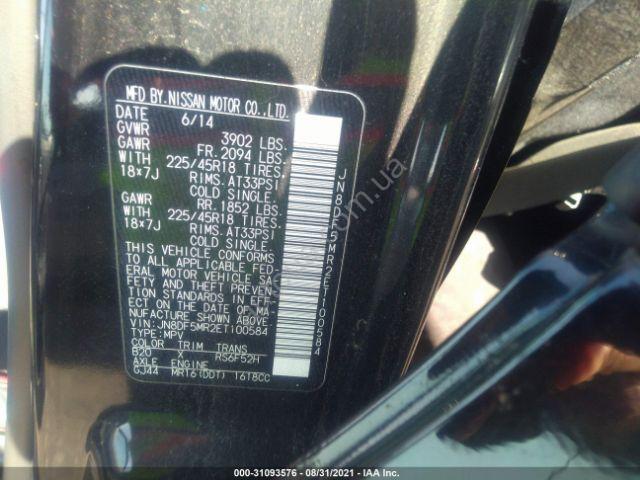 MFD BY.NISSAN MOTOR CO.,LTD.
DATE 6/14
GVWR 3902 LBS.
GAWR FR. 2094 LBS.
WITH 225/45R18 TIRES.
18×7J RIMS. AT33PSI
COLD SINGLE.
GAWR RR. 1852 LBS.
WITH 225/45R18 TIRES.
18×7J RIMS. AT33PSI
COLD SINGLE.
THIS VEHICLE CONFORMS
TO ALL APPLICABLE FED-
ERAL MOTOR VEHICLE SA-
FETY AND THEFT PREVEN-
TION STANDARDS IN EFF-
ECT ON THE DATE OF MA-
NUFACTURE SHOWN ABOVE.
VIN:JN8DF5MR2ET100584
TYPE:MPV
COLOR TRIM TRANS
B20 X RS6F52H
AXLE ENGINE
GJ44 MR16(DDT) 1618CC
JN8DF5MR2ET100584
000-31093576 - 08/31/2021 - IAA Inc.